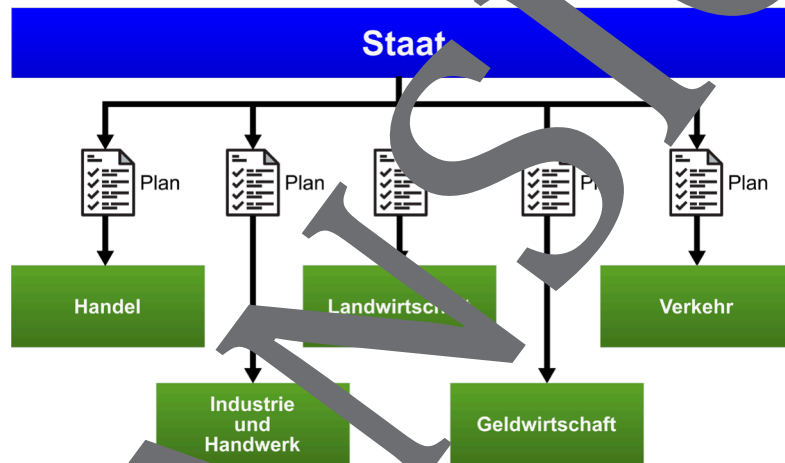 Staat
Plan
Plan
Plan
Handel
Verkehr
Industrie
und
Handwerk
Geldwirtschaft